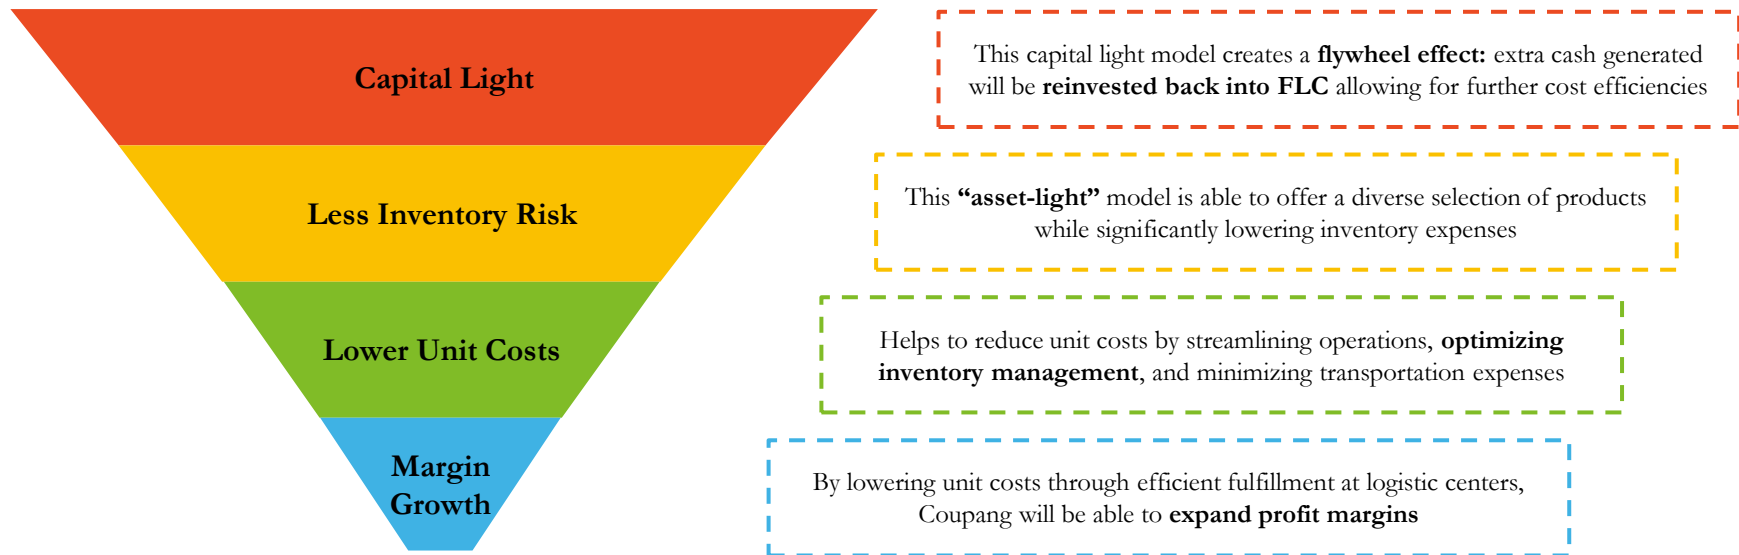 Capital Light
This capital light model creates a flywheel effect: extra cash generated
will be reinvested back into FLC allowing for further cost efficiencies
Less Inventory Risk
This “asset-light” model is able to offer a diverse selection of products
while significantly lowering inventory expenses
Lower Unit Costs
Helps to reduce unit costs by streamlining operations, optimizing
inventory management, and minimizing transportation expenses
Margin
Growth
By lowering unit costs through efficient fulfillment at logistic centers,
Coupang will be able to expand profit margins